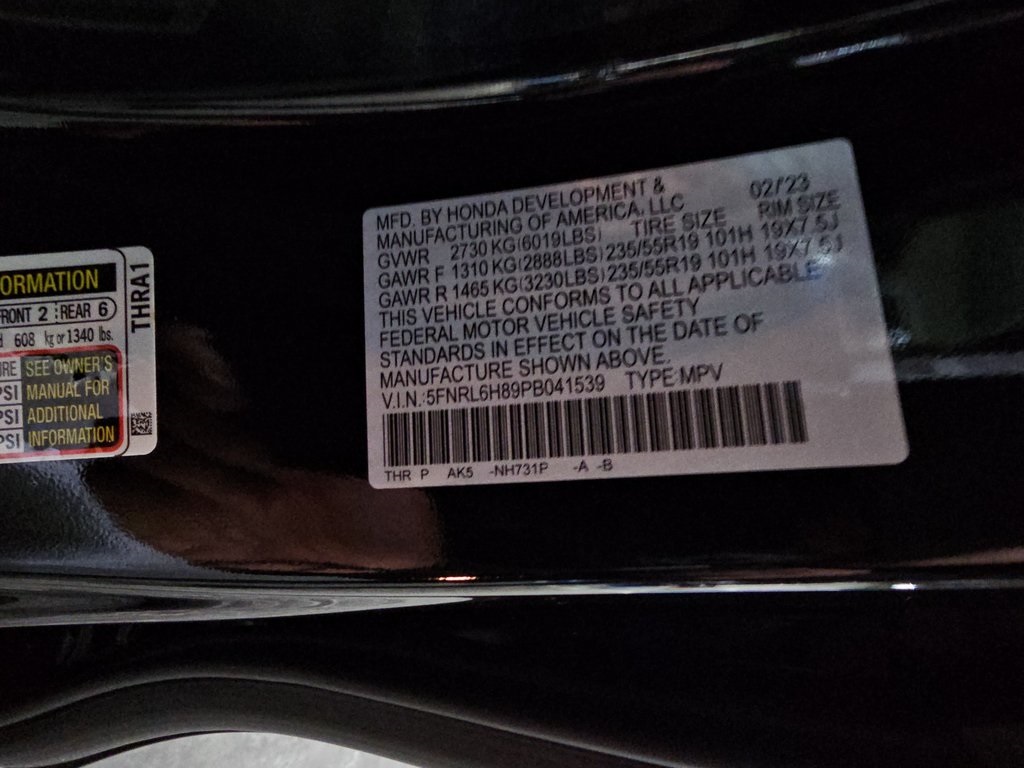 ORMATION
FRONT 2 : REAR 6
608 kg or 1340 lbs.
IRE SEE OWNER'S
PSI MANUAL FOR
PSI ADDITIONAL
PSI INFORMATION
THRA1
MFD. BY HONDA DEVELOPMENT & 02/'23
MANUFACTURING OF AMERICA, LLC TIRE SIZE RIM SIZE
GVWR 2730 KG(6019LBS)
GAWR F 1310 KG(2888LBS) 235/55R19 101H 19X7.5J
GAWR R 1465 KG(3230LBS) 235/55R19 101H 19X7.5J
THIS VEHICLE CONFORMS TO ALL APPLICABLE
FEDERAL MOTOR VEHICLE SAFETY
STANDARDS IN EFFECT ON THE DATE OF
MANUFACTURE SHOWN ABOVE.
V.I.N.:5FNRL6H89PB041539 TYPE:MPV
THR P AK5 -NH731P -A -B